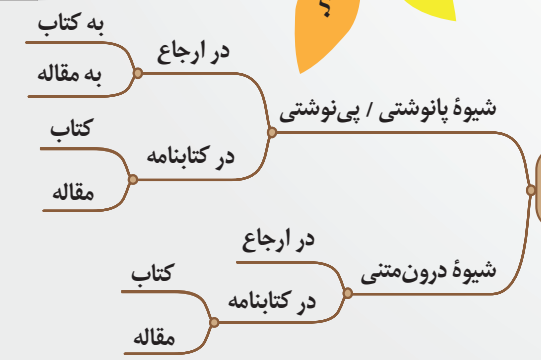 شیوهٔ پانوشتی / پی‌نوشتی
در ارجاع
به کتاب
به مقاله
در کتابنامه
کتاب
مقاله
شیوهٔ درون‌متنی
در ارجاع
در کتابنامه
کتاب
مقاله